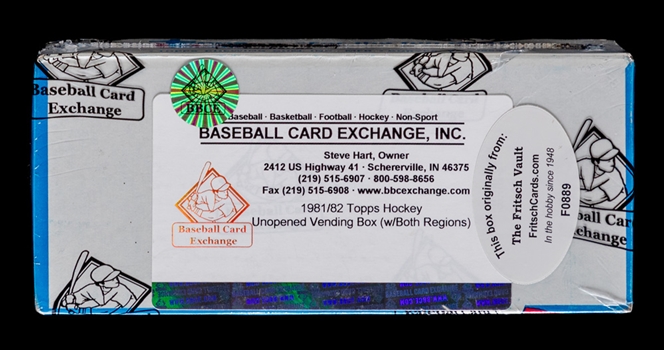 Baseball Card
Exchange
BBCE
Baseball · Basketball · Football · Hockey · Non-Sport
BASEBALL CARD EXCHANGE, INC.
Steve Hart, Owner
2412 US Highway 41 · Schererville, IN 46375
(219) 515-6907 · 800-598-8656
Fax (219) 515-6908 · www.bbcexchange.com
1981/82 Topps Hockey
Unopened Vending Box (w/Both Regions)
Baseball Card
Exchange
This box originally from:
The Fritsch Vault
FritschCards.com
In the hobby since 1948
F0889